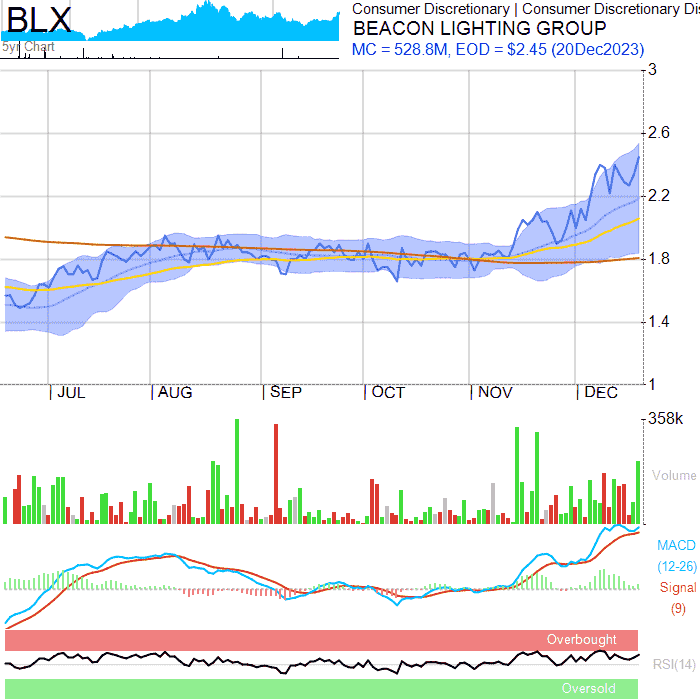 BLX
5yr Chart
Consumer Discretionary | Consumer Discretionary Dis
BEACON LIGHTING GROUP
MC = 528.8M, EOD = $2.45 (20Dec2023)
3
2.6
2.2
1.8
1.4
1
JUL AUG SEP OCT NOV DEC
358k
Volume
MACD
(12-26)
Signal
(9)
Overbought
RSI(14)
Oversold